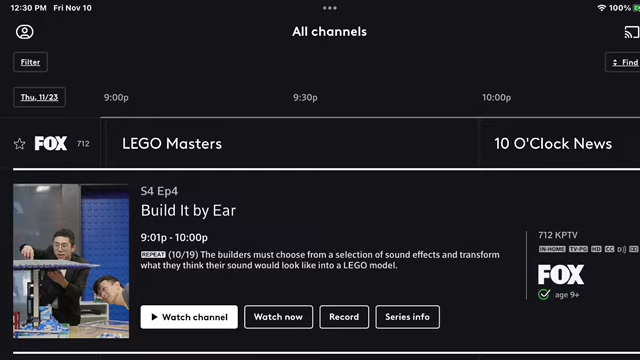 12:30 PM Fri Nov 10
100%
All channels
Filter
Find
Thu, 11/23
9:00p
9:30p
10:00p
FOX 712
LEGO Masters
10 O'Clock News
S4 Ep4
Build It by Ear
9:01p - 10:00p
REPEAT (10/19) The builders must choose from a selection of sound effects and transform
what they think their sound would look like into a LEGO model.
712 KPTV
IN-HOME TV-PG HD CC D))
FOX
age 9+
Watch channel
Watch now
Record
Series info